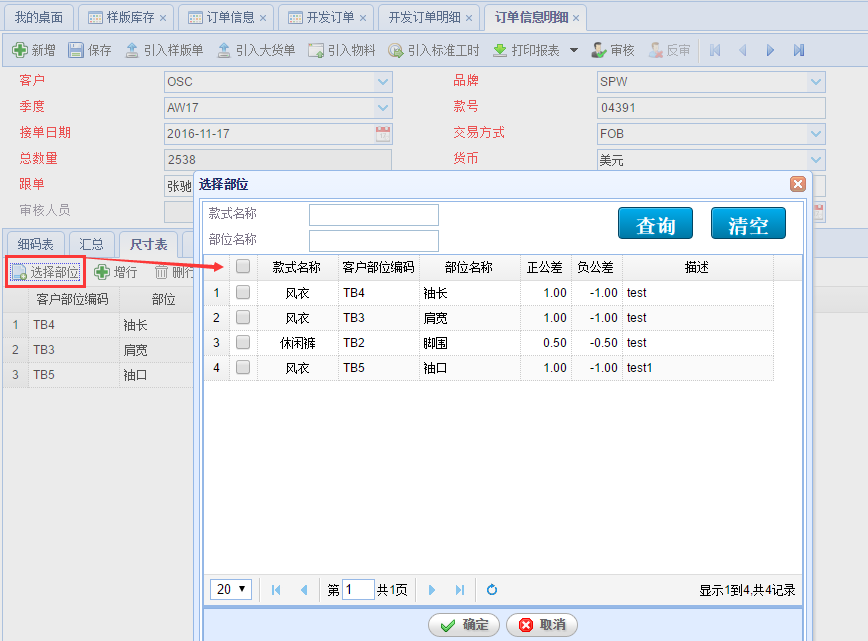 我的桌面 样版库存 订单信息 开发订单 开发订单明细 订单信息明细
新增 保存 引入样版单 引入大货单 引入物料 引入标准工时 打印报表 审核 反审
客户 OSC 品牌 SPW
季度 AW17 款号 04391
接单日期 2016-11-17 交易方式 FOB
总数量 2538 货币 美元
跟单 张驰
审核人员
细码表 汇总 尺寸表
选择部位 增行 删行
客户部位编码 部位
1 TB4 袖长
2 TB3 肩宽
3 TB5 袖口
选择部位
款式名称
部位名称
查询 清空
款式名称 客户部位编码 部位名称 正公差 负公差 描述
1 风衣 TB4 袖长 1.00 -1.00 test
2 风衣 TB3 肩宽 1.00 -1.00 test
3 休闲裤 TB2 脚围 0.50 -0.50 test
4 风衣 TB5 袖口 1.00 -1.00 test1
20 第 1 共1页 显示1到4,共4记录
确定 取消